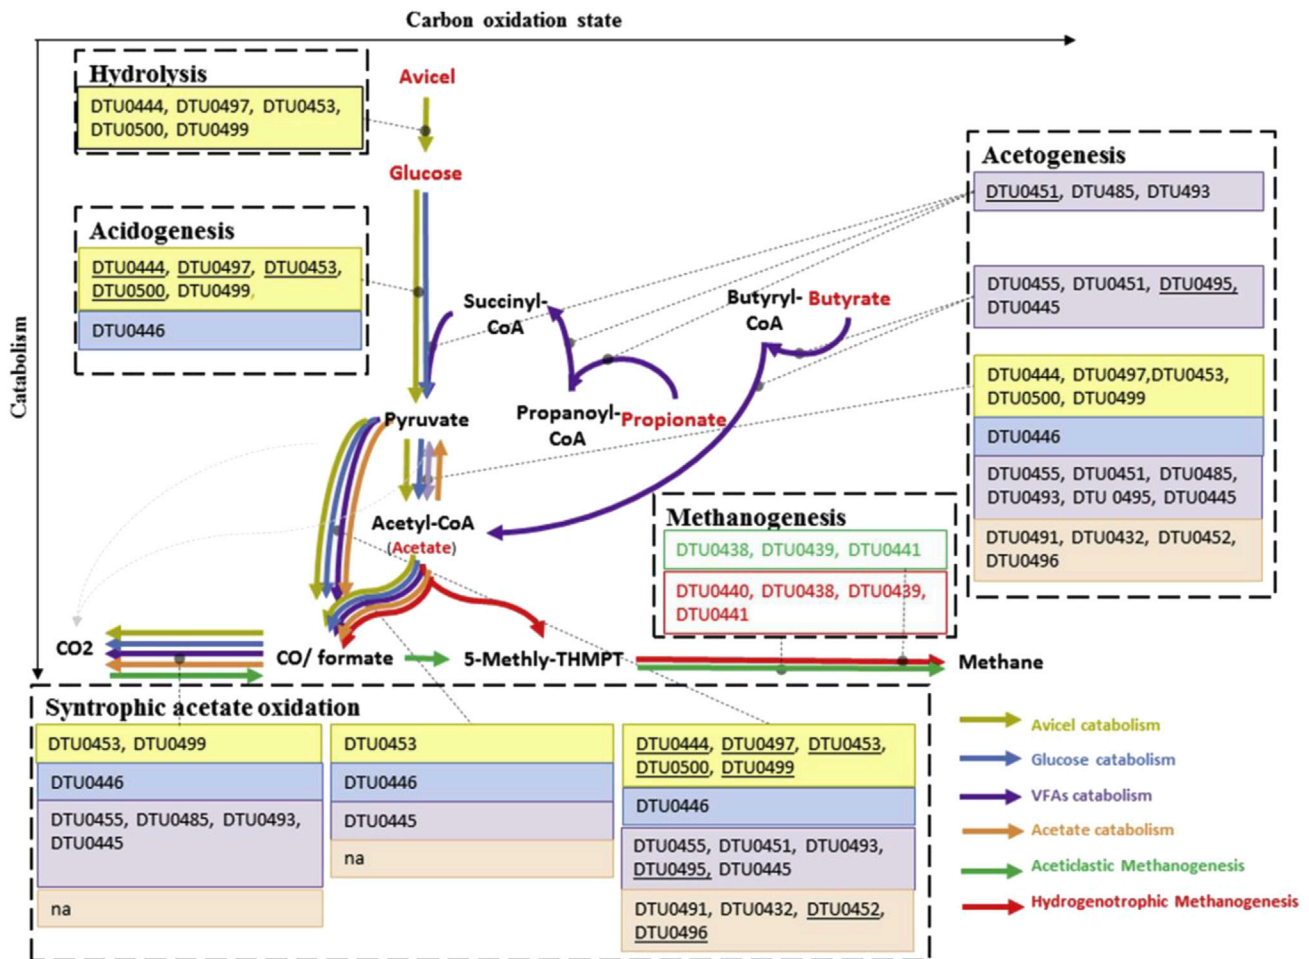 Carbon oxidation state
Catabolism
Hydrolysis
DTU0444, DTU0497, DTU0453,
DTU0500, DTU0499
Avicel
Glucose
Acidogenesis
DTU0444, DTU0497, DTU0453,
DTU0500, DTU0499,
DTU0446
Succinyl-
CoA
Butyryl-
CoA
Butyrate
Propanoyl-
CoA
Propionate
Pyruvate
Acetyl-CoA
(Acetate)
Acetogenesis
DTU0451, DTU485, DTU493
DTU0455, DTU0451, DTU0495,
DTU0445
DTU0444, DTU0497,DTU0453,
DTU0500, DTU0499
DTU0446
DTU0455, DTU0451, DTU0485,
DTU0493, DTU 0495, DTU0445
DTU0491, DTU0432, DTU0452,
DTU0496
Methanogenesis
DTU0438, DTU0439, DTU0441
DTU0440, DTU0438, DTU0439,
DTU0441
CO2
CO/ formate
5-Methly-THMPT
Methane
Syntrophic acetate oxidation
DTU0453, DTU0499
DTU0446
DTU0455, DTU0485, DTU0493,
DTU0445
na
DTU0453
DTU0446
DTU0445
na
DTU0444, DTU0497, DTU0453,
DTU0500, DTU0499
DTU0446
DTU0455, DTU0451, DTU0493,
DTU0495, DTU0445
DTU0491, DTU0432, DTU0452,
DTU0496
Avicel catabolism
Glucose catabolism
VFAs catabolism
Acetate catabolism
Aceticlastic Methanogenesis
Hydrogenotrophic Methanogenesis